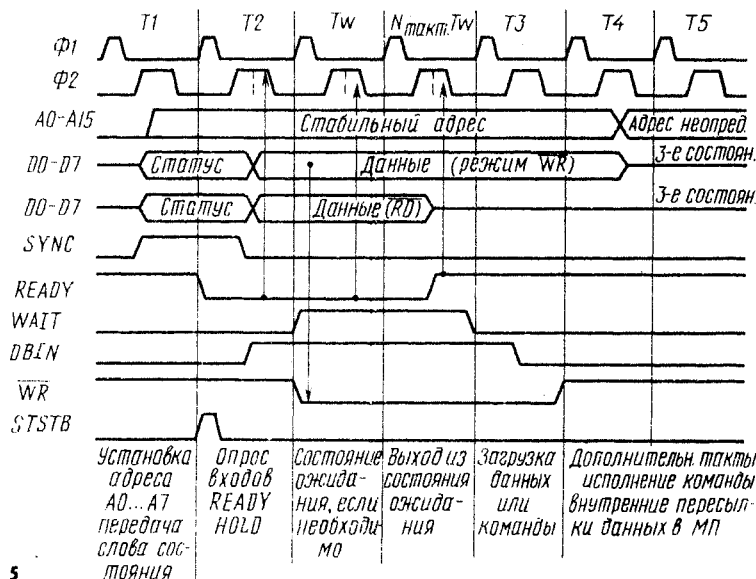 T1 T2 Tw Nтакт. Tw T3 T4 T5
Ф1
Ф2
A0-A15 Стабильный адрес Адрес неопред.
D0-D7 Статус Данные (режим WR) 3-е состоян.
D0-D7 Статус Данные (RD) 3-е состоян.
SYNC
READY
WAIT
DBIN
WR
STSTB
Установка
адреса
A0...A7
передача
слова сос-
тояния
Опрос
входов
READY
HOLD
Состояние
ожида-
ния, если
необходи-
мо
Выход из
состояния
ожида-
ния
Загрузка
данных
или
команды
Дополнительн. такты
исполнение команды
внутренние пересыл-
ки данных в МП
5